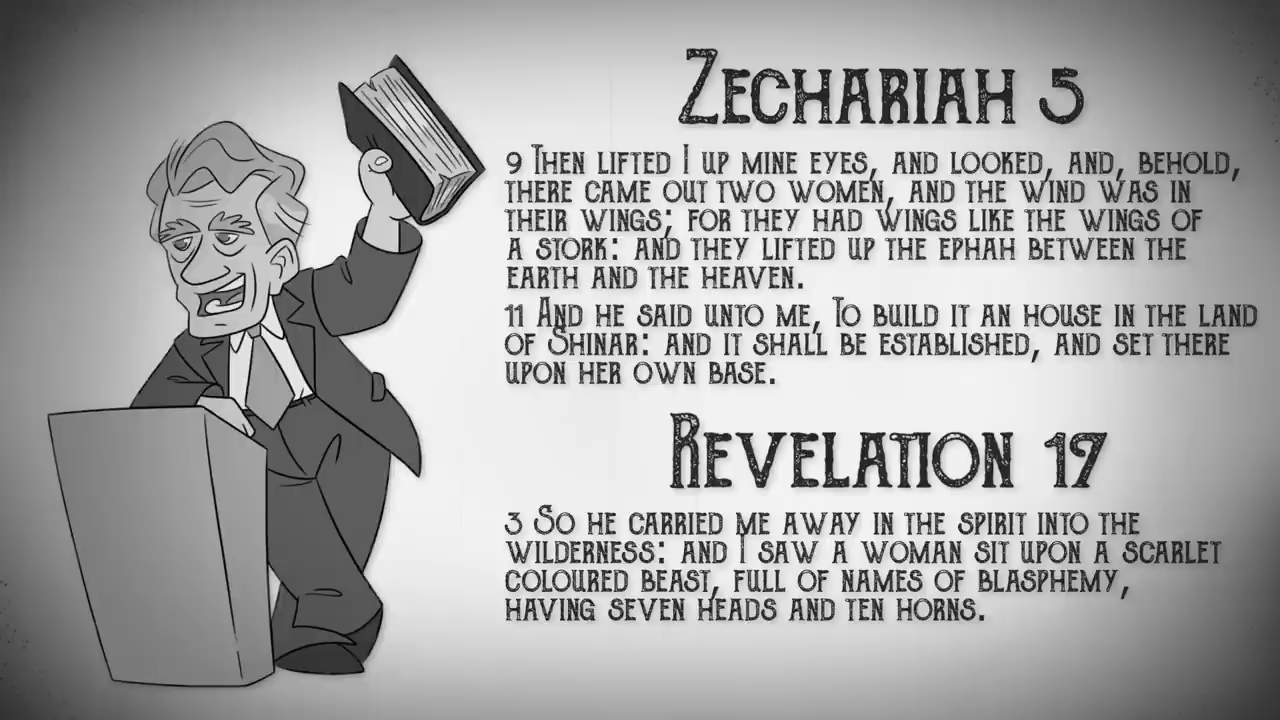 Zechariah 5
9 Then lifted I up mine eyes, and looked, and, behold,
there came out two women, and the wind was in
their wings; for they had wings like the wings of
a stork: and they lifted up the ephah between the
earth and the heaven.
11 And he said unto me, To build it an house in the land
of Shinar: and it shall be established, and set there
upon her own base.
Revelation 17
3 So he carried me away in the spirit into the
wilderness: and I saw a woman sit upon a scarlet
coloured beast, full of names of blasphemy,
having seven heads and ten horns.